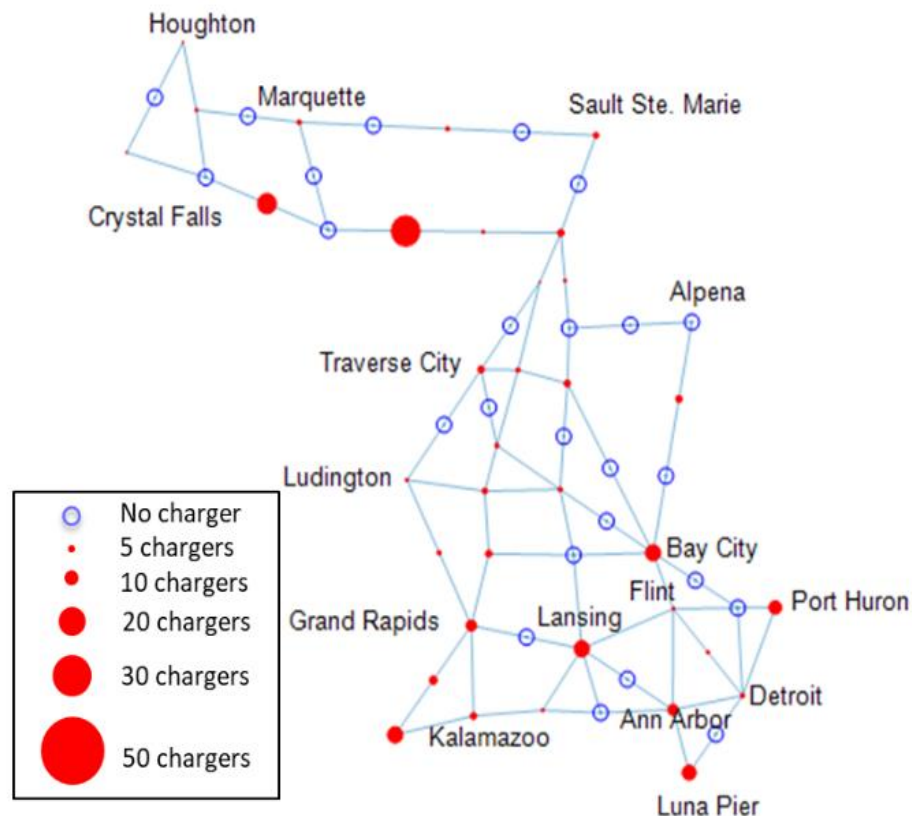 Houghton
Marquette
Sault Ste. Marie
Crystal Falls
Alpena
Traverse City
Ludington
No charger
5 chargers
10 chargers
20 chargers
30 chargers
50 chargers
Bay City
Flint
Port Huron
Grand Rapids
Lansing
Detroit
Kalamazoo
Ann Arbor
Luna Pier